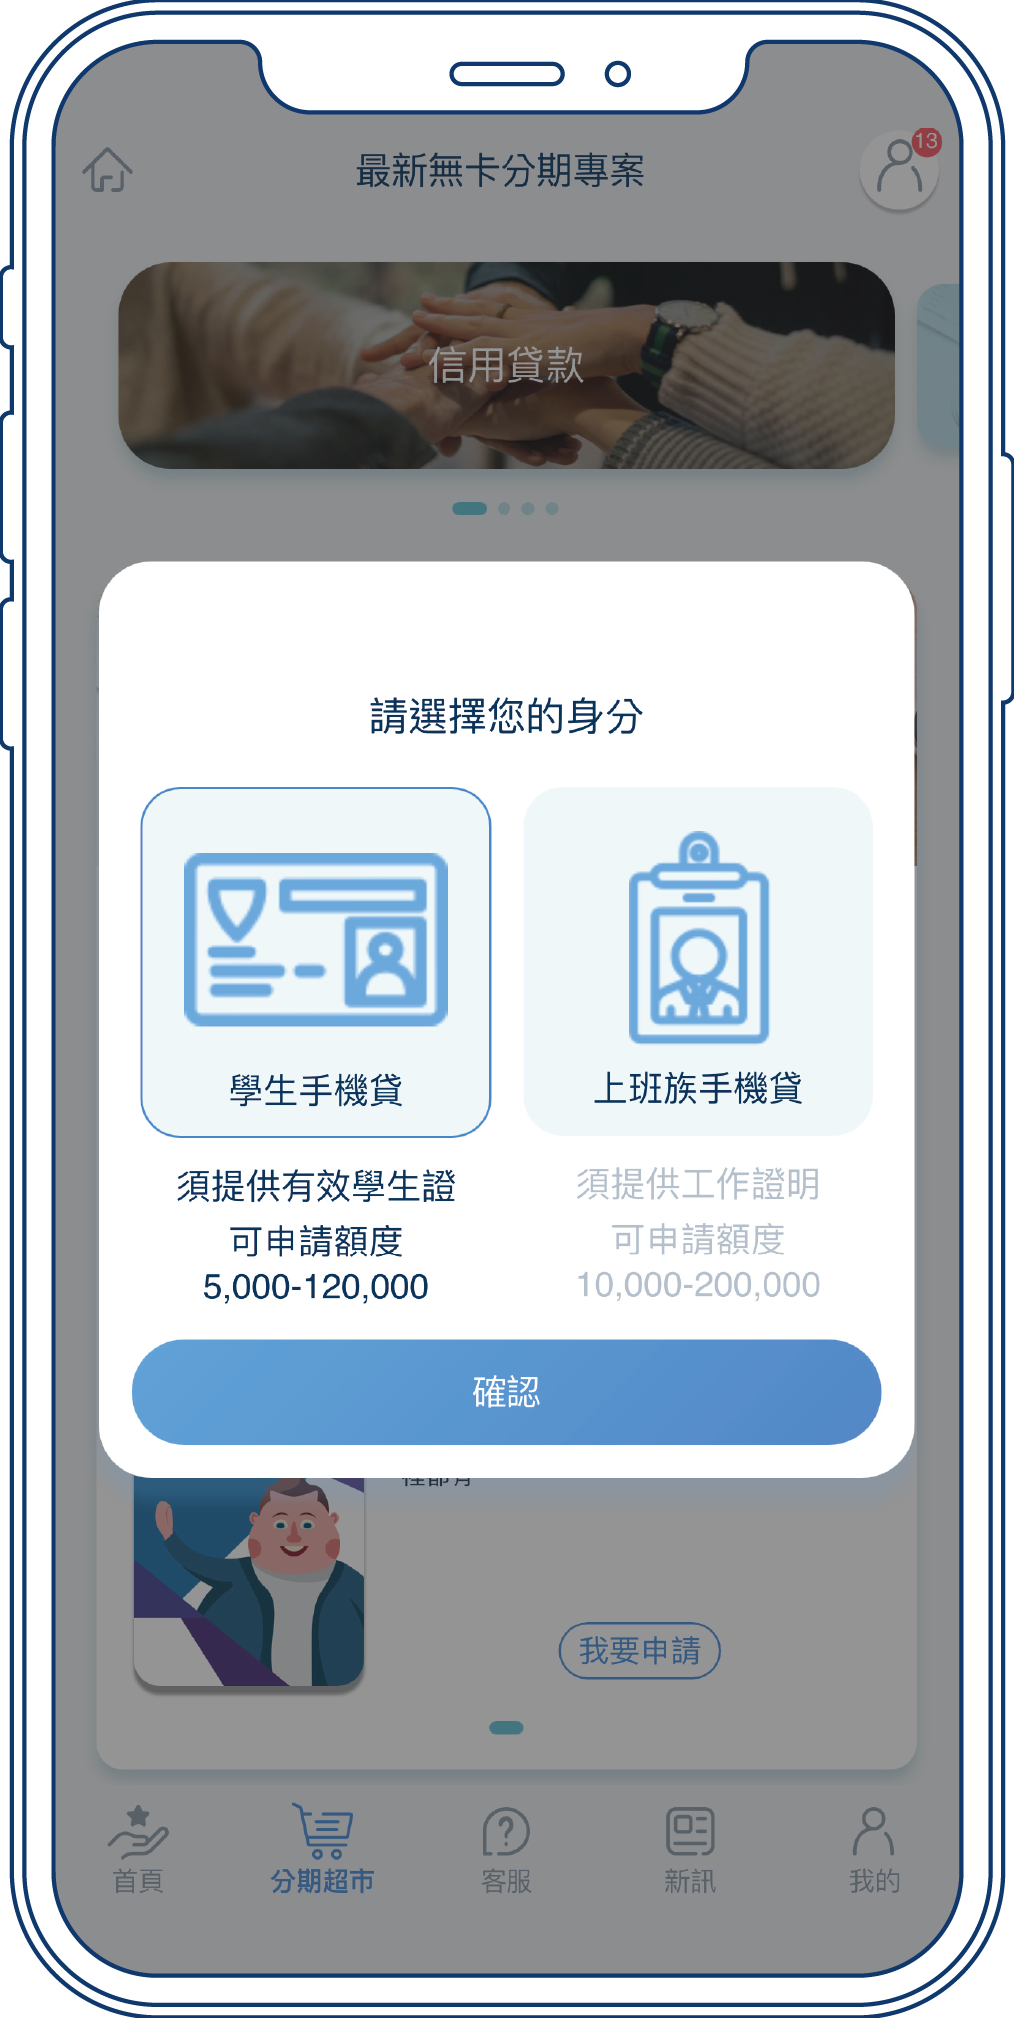 最新無卡分期專案
13
信用貸款
請選擇您的身分
學生手機貸
上班族手機貸
須提供有效學生證
可申請額度
5,000-120,000
須提供工作證明
可申請額度
10,000-200,000
確認
我要申請
首頁
分期超市
客服
新訊
我的